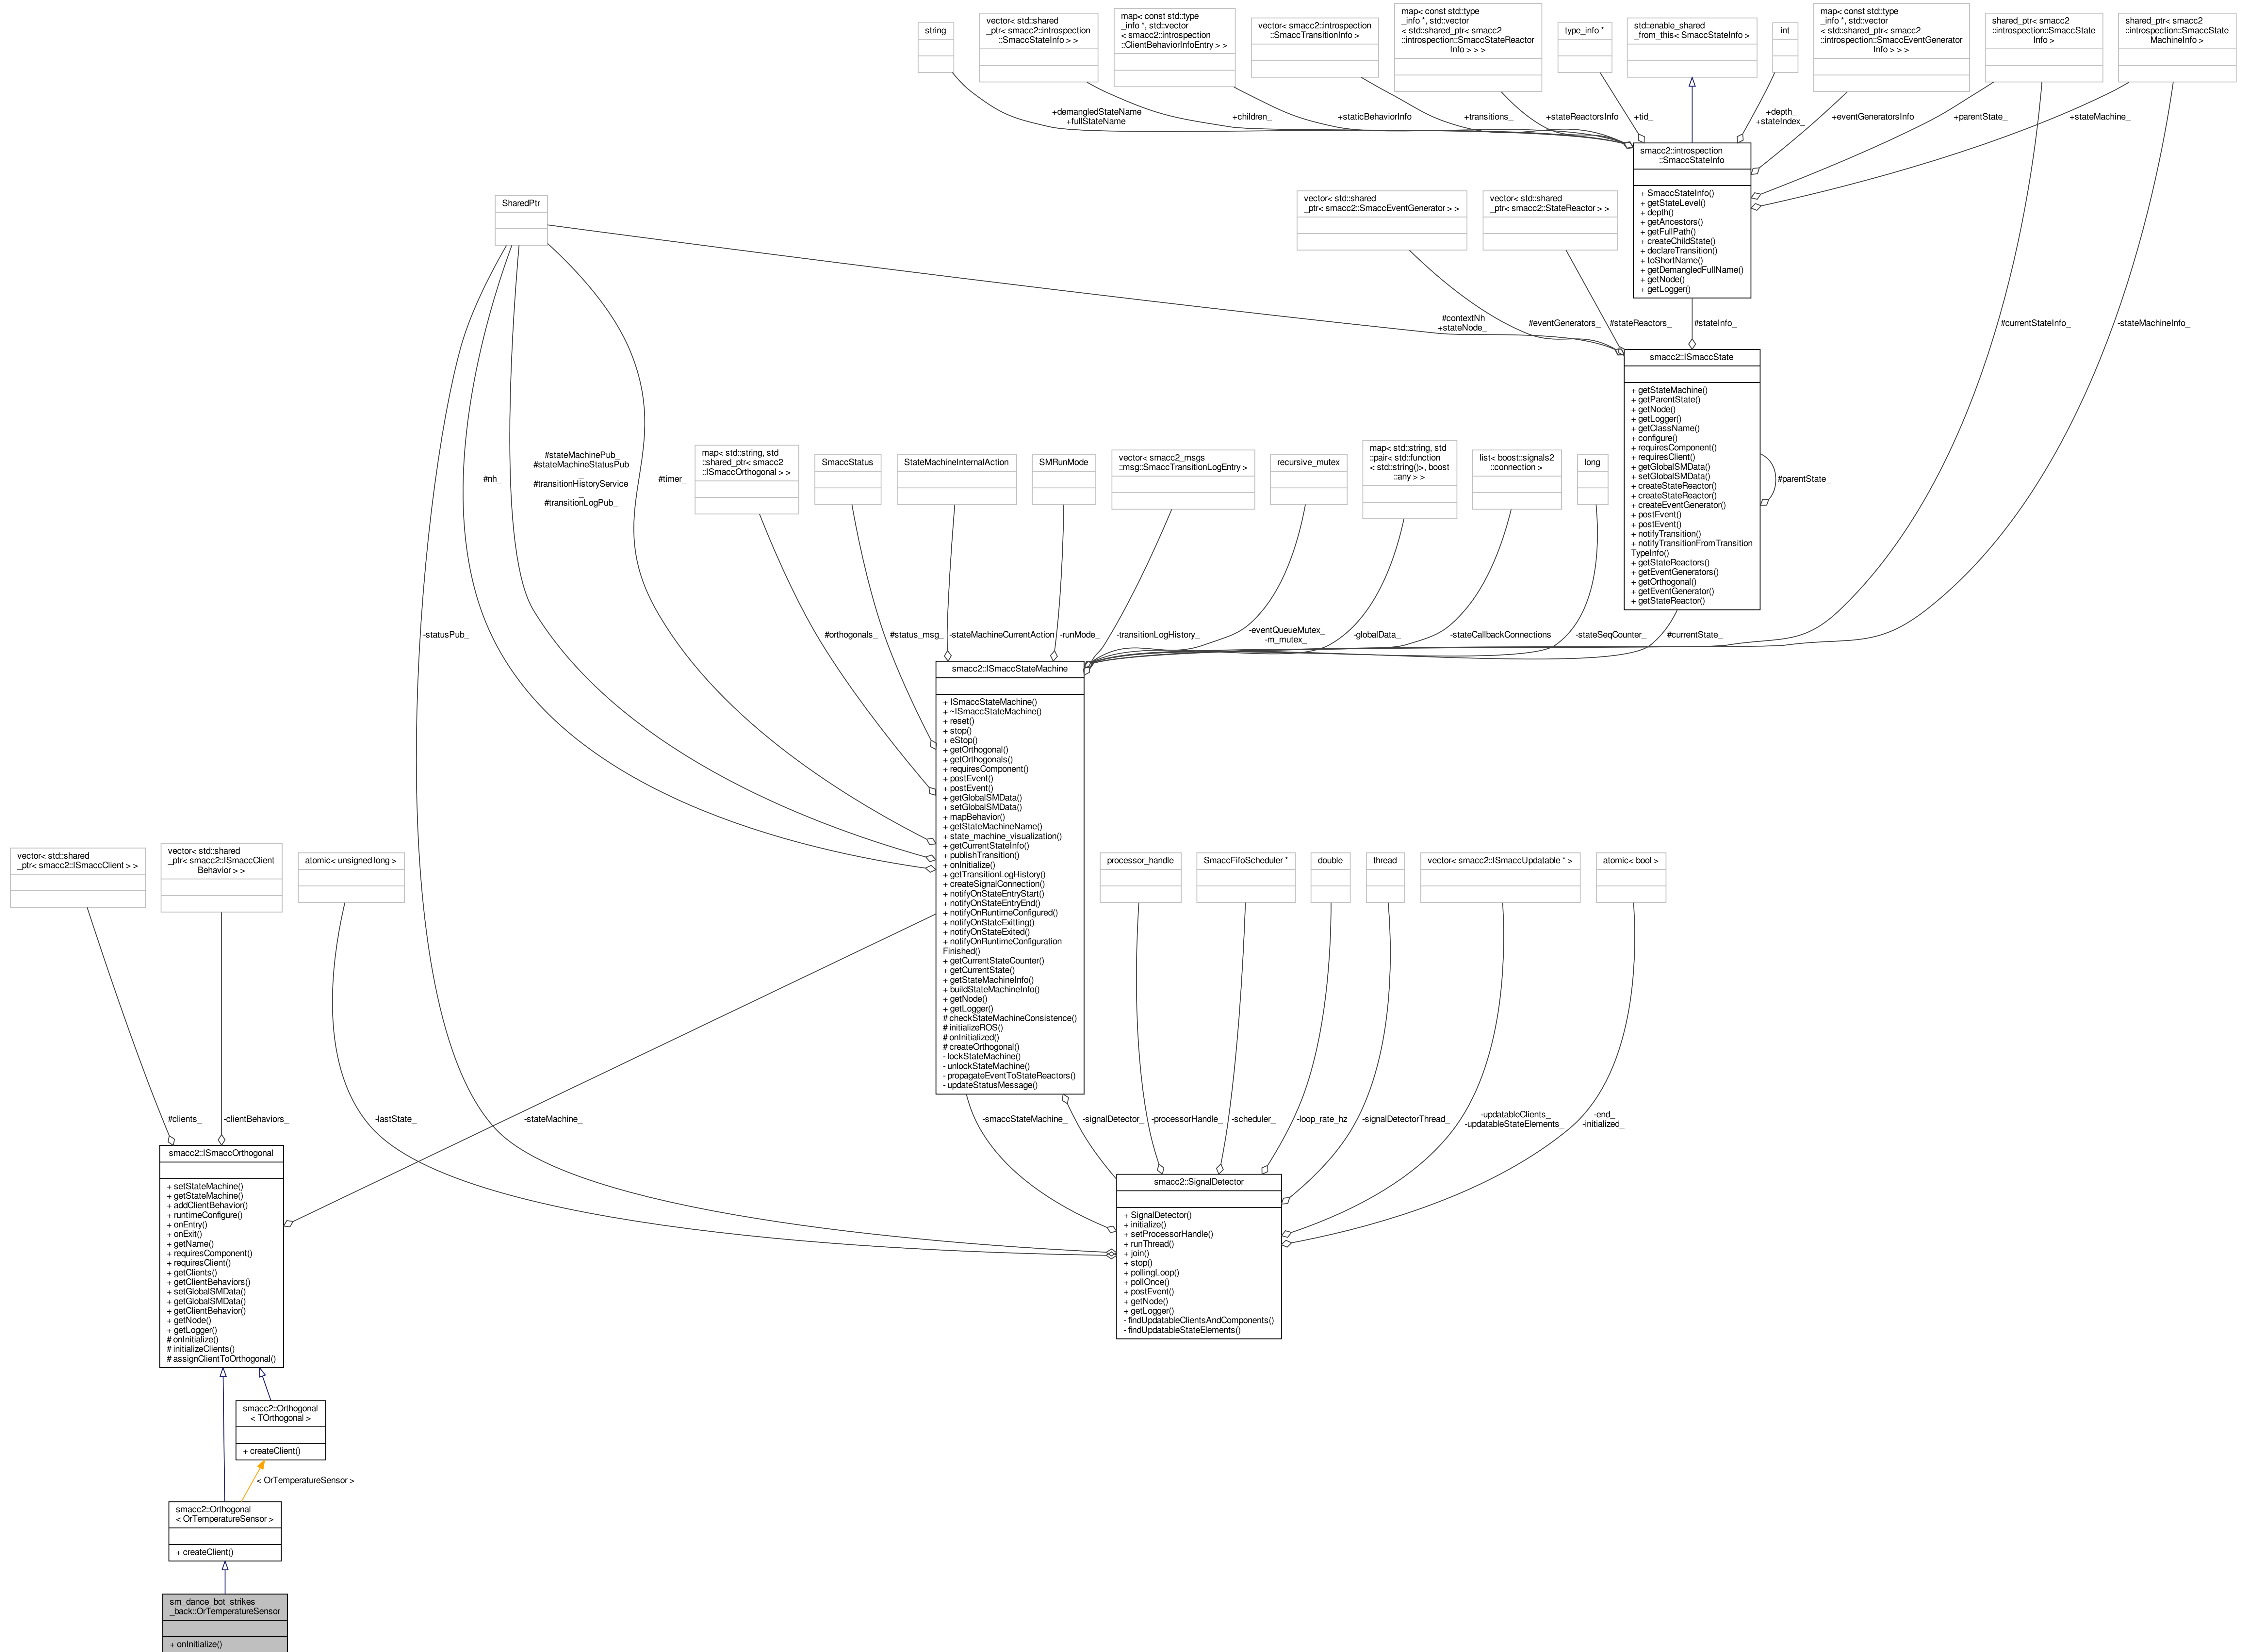 string
vector< std::shared
_ptr< smacc2::introspection
::SmaccStateInfo > >
map< const std::type
_info *, std::vector
< smacc2::introspection
::ClientBehaviorInfoEntry > >
vector< smacc2::introspection
::SmaccTransitionInfo >
map< const std::type
_info *, std::vector
< std::shared_ptr< smacc2
::introspection::SmaccStateReactor
Info > > >
type_info *
std::enable_shared
_from_this< SmaccStateInfo >
int
map< const std::type
_info *, std::vector
< std::shared_ptr< smacc2
::introspection::SmaccEventGenerator
Info > > >
shared_ptr< smacc2
::introspection::SmaccState
Info >
shared_ptr< smacc2
::introspection::SmaccState
MachineInfo >
+demangledStateName
+fullStateName
+children_
+staticBehaviorInfo
+transitions_
+stateReactorsInfo
+tid_
+depth_
+stateIndex_
+eventGeneratorsInfo
+parentState_
+stateMachine_
smacc2::introspection
::SmaccStateInfo
+ SmaccStateInfo()
+ getStateLevel()
+ depth()
+ getAncestors()
+ getFullPath()
+ createChildState()
+ declareTransition()
+ toShortName()
+ getDemangledFullName()
+ getNode()
+ getLogger()
SharedPtr
vector< std::shared
_ptr< smacc2::SmaccEventGenerator > >
vector< std::shared
_ptr< smacc2::StateReactor > >
#contextNh
+stateNode_
#eventGenerators_
#stateReactors_
#stateInfo_
#currentStateInfo_
-stateMachineInfo_
smacc2::ISmaccState
+ getStateMachine()
+ getParentState()
+ getNode()
+ getLogger()
+ getClassName()
+ configure()
+ requiresComponent()
+ requiresClient()
+ getGlobalSMData()
+ setGlobalSMData()
+ createStateReactor()
+ createStateReactor()
+ createEventGenerator()
+ postEvent()
+ postEvent()
+ notifyTransition()
+ notifyTransitionFromTransition
TypeInfo()
+ getStateReactors()
+ getEventGenerators()
+ getOrthogonal()
+ getEventGenerator()
+ getStateReactor()
#parentState_
#nh_
#stateMachinePub_
#stateMachineStatusPub
_
#transitionHistoryService
_
#transitionLogPub_
#timer_
map< std::string, std
::shared_ptr< smacc2
::ISmaccOrthogonal > >
SmaccStatus
StateMachineInternalAction
SMRunMode
vector< smacc2_msgs
::msg::SmaccTransitionLogEntry >
recursive_mutex
map< std::string, std
::pair< std::function
< std::string()>, boost
::any > >
list< boost::signals2
::connection >
long
-statusPub_
#orthogonals_
#status_msg_
-stateMachineCurrentAction
-runMode_
-transitionLogHistory_
-eventQueueMutex_
-m_mutex_
-globalData_
-stateCallbackConnections
-stateSeqCounter_
#currentState_
smacc2::ISmaccStateMachine
+ ISmaccStateMachine()
+ ~ISmaccStateMachine()
+ reset()
+ stop()
+ eStop()
+ getOrthogonal()
+ getOrthogonals()
+ requiresComponent()
+ postEvent()
+ postEvent()
+ getGlobalSMData()
+ setGlobalSMData()
+ mapBehavior()
+ getStateMachineName()
+ state_machine_visualization()
+ getCurrentStateInfo()
+ publishTransition()
+ onInitialize()
+ getTransitionLogHistory()
+ createSignalConnection()
+ notifyOnStateEntryStart()
+ notifyOnStateEntryEnd()
+ notifyOnRuntimeConfigured()
+ notifyOnStateExitting()
+ notifyOnStateExited()
+ notifyOnRuntimeConfiguration
Finished()
+ getCurrentStateCounter()
+ getCurrentState()
+ getStateMachineInfo()
+ buildStateMachineInfo()
+ getNode()
+ getLogger()
# checkStateMachineConsistence()
# initializeROS()
# onInitialized()
# createOrthogonal()
- lockStateMachine()
- unlockStateMachine()
- propagateEventToStateReactors()
- updateStatusMessage()
vector< std::shared
_ptr< smacc2::ISmaccClient > >
vector< std::shared
_ptr< smacc2::ISmaccClient
Behavior > >
atomic< unsigned long >
processor_handle
SmaccFifoScheduler *
double
thread
vector< smacc2::ISmaccUpdatable * >
atomic< bool >
#clients_
-clientBehaviors_
-lastState_
-stateMachine_
-smaccStateMachine_
-signalDetector_
-processorHandle_
-scheduler_
-loop_rate_hz
-signalDetectorThread_
-updatableClients_
-updatableStateElements_
-end_
-initialized_
smacc2::ISmaccOrthogonal
+ setStateMachine()
+ getStateMachine()
+ addClientBehavior()
+ runtimeConfigure()
+ onEntry()
+ onExit()
+ getName()
+ requiresComponent()
+ requiresClient()
+ getClients()
+ getClientBehaviors()
+ setGlobalSMData()
+ getGlobalSMData()
+ getClientBehavior()
+ getNode()
+ getLogger()
# onInitialize()
# initializeClients()
# assignClientToOrthogonal()
smacc2::SignalDetector
+ SignalDetector()
+ initialize()
+ setProcessorHandle()
+ runThread()
+ join()
+ stop()
+ pollingLoop()
+ pollOnce()
+ postEvent()
+ getNode()
+ getLogger()
- findUpdatableClientsAndComponents()
- findUpdatableStateElements()
smacc2::Orthogonal
< TOrthogonal >
+ createClient()
< OrTemperatureSensor >
smacc2::Orthogonal
< OrTemperatureSensor >
+ createClient()
sm_dance_bot_strikes
_back::OrTemperatureSensor
+ onInitialize()